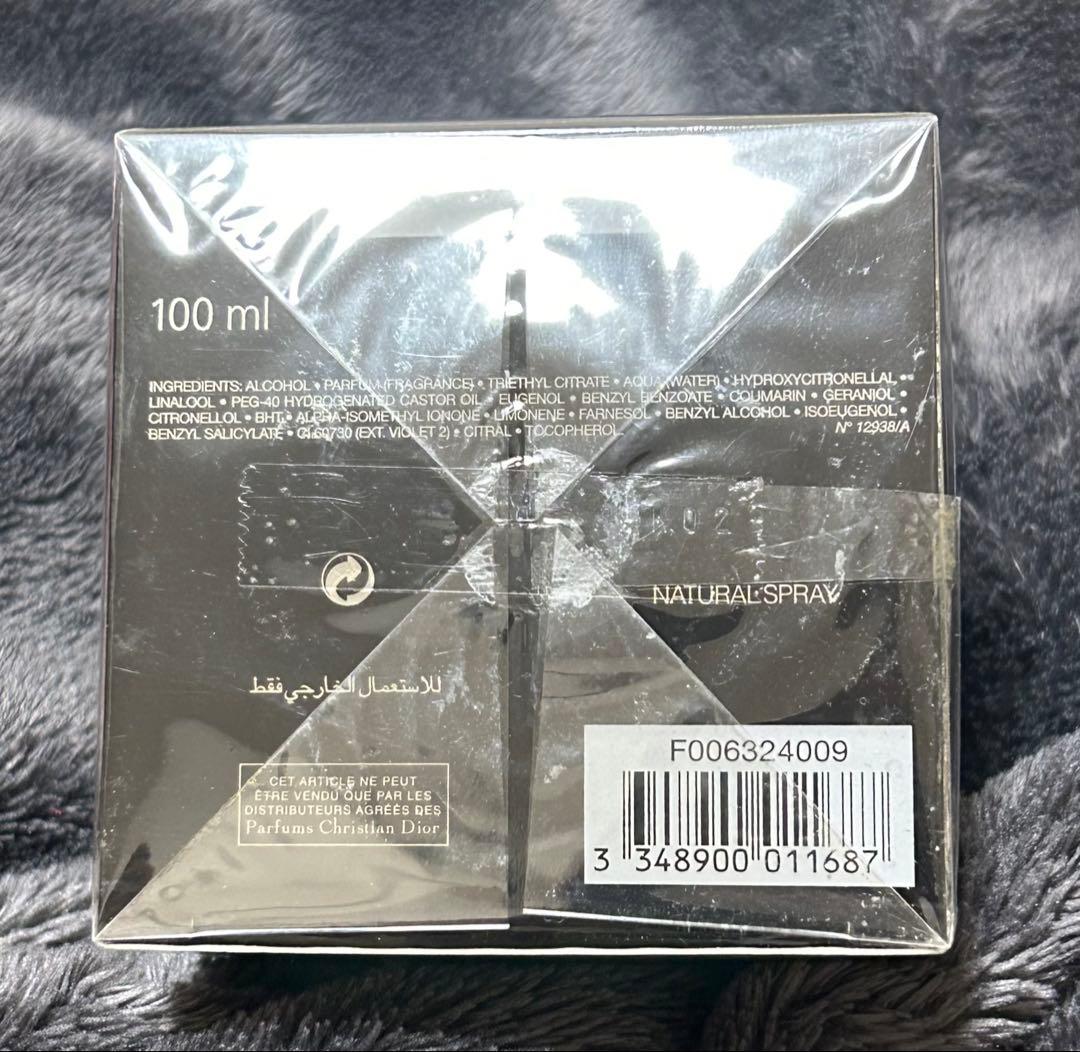 100 ml
INGREDIENTS: ALCOHOL • PARFUM (FRAGRANCE) • TRIETHYL CITRATE • AQUA (WATER) • HYDROXYCITRONELLAL •
LINALOOL • PEG-40 HYDROGENATED CASTOR OIL • EUGENOL • BENZYL BENZOATE • COUMARIN • GERANIOL •
CITRONELLOL • BHT • ALPHA-ISOMETHYL IONONE • LIMONENE • FARNESOL • BENZYL ALCOHOL • ISOEUGENOL •
BENZYL SALICYLATE • CI 60730 (EXT. VIOLET 2) • CITRAL • TOCOPHEROL.
N° 12938/A
NATURAL SPRAY
للاستعمال الخارجي فقط
CET ARTICLE NE PEUT
ÊTRE VENDU QUE PAR LES
DISTRIBUTEURS AGRÉÉS DES
Parfums Christian Dior
F006324009
3 348900 011687